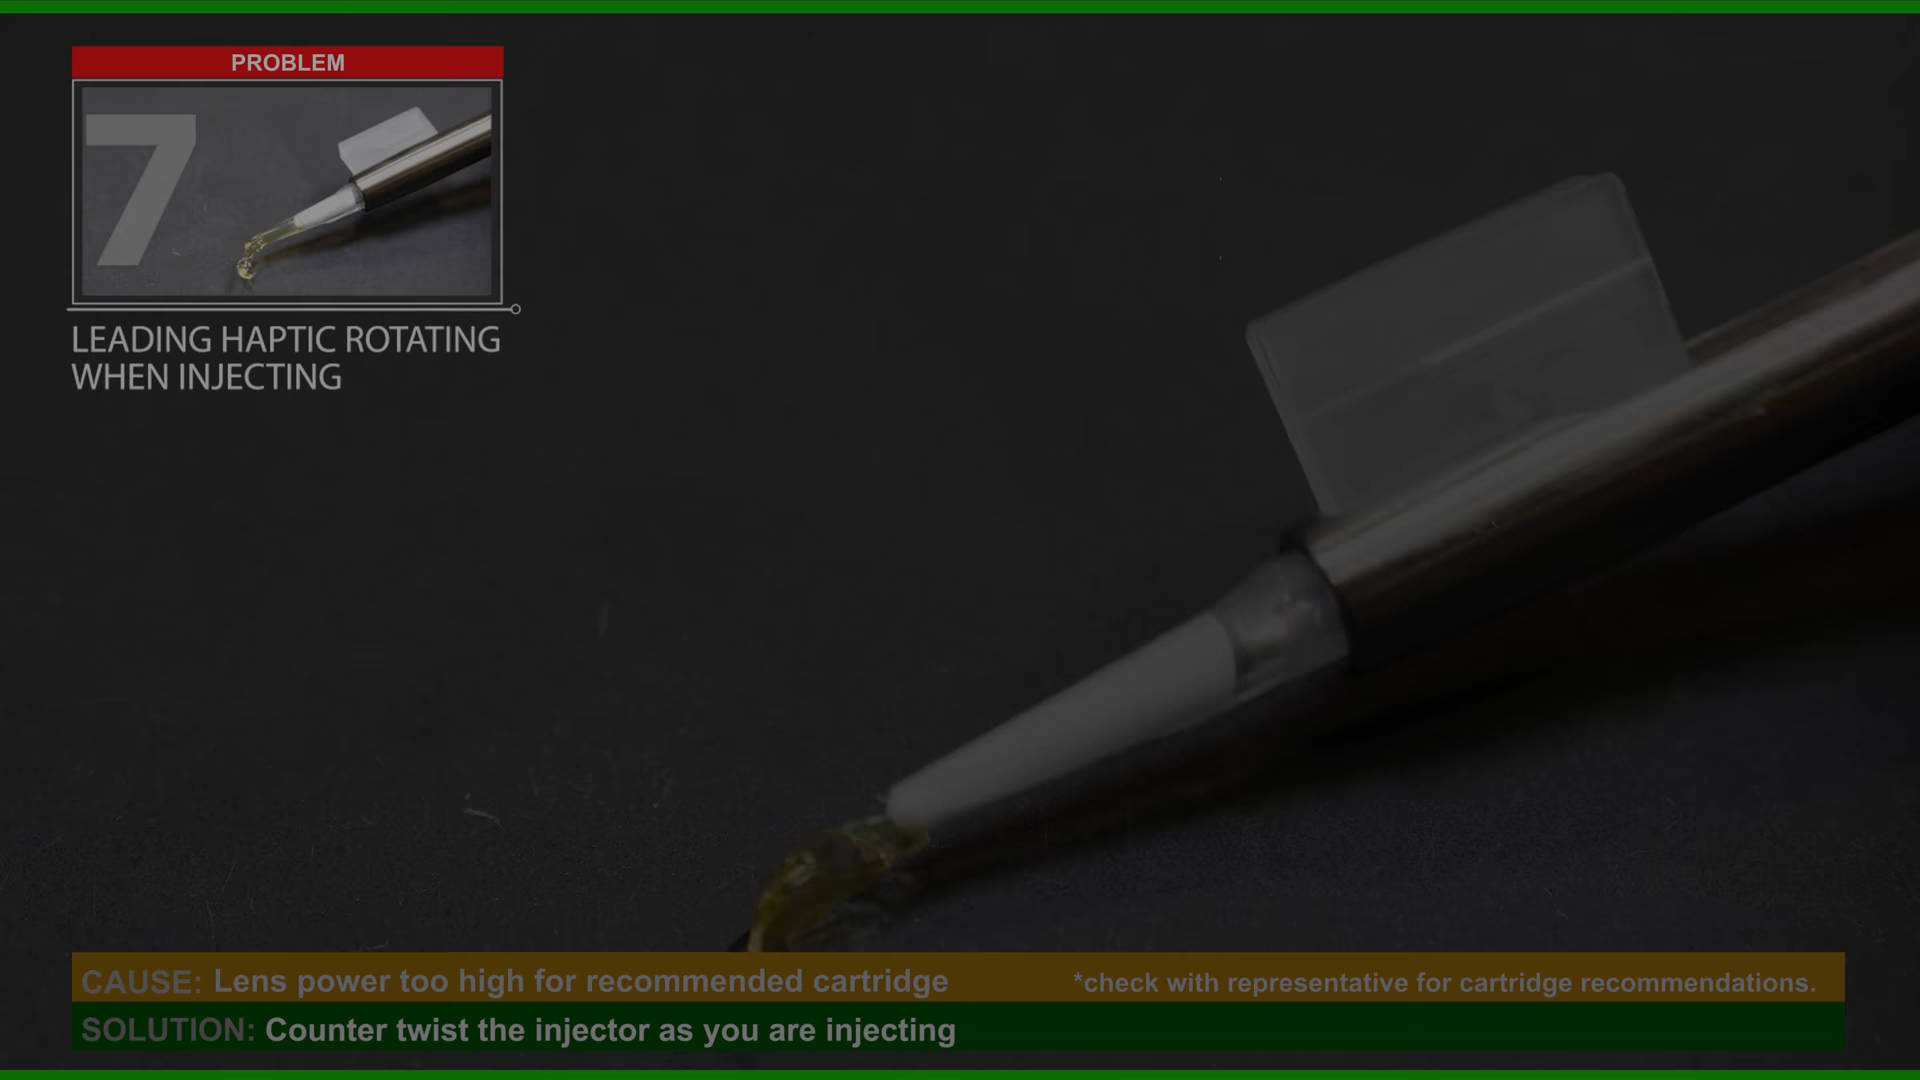 PROBLEM
7
LEADING HAPTIC ROTATING
WHEN INJECTING
CAUSE: Lens power too high for recommended cartridge *check with representative for cartridge recommendations.
SOLUTION: Counter twist the injector as you are injecting